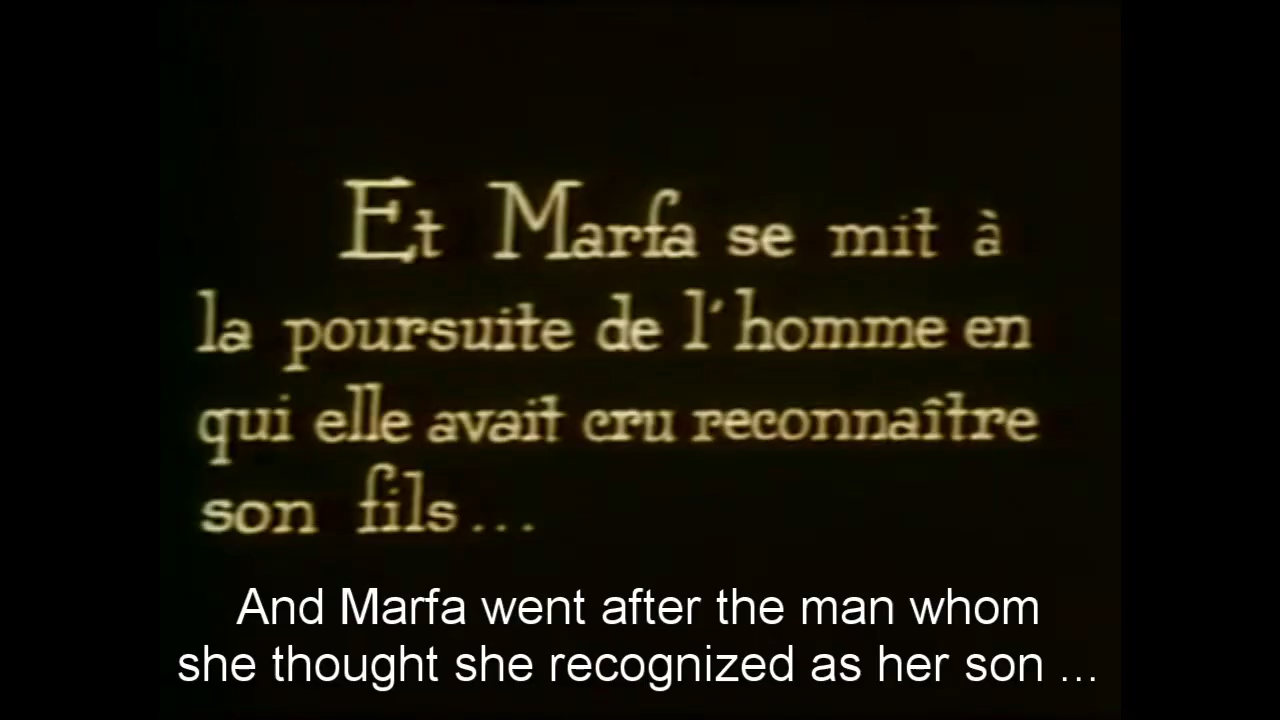 Et Marfa se mit à
la poursuite de l'homme en
qui elle avait cru reconnaître
son fils...
And Marfa went after the man whom
she thought she recognized as her son ...